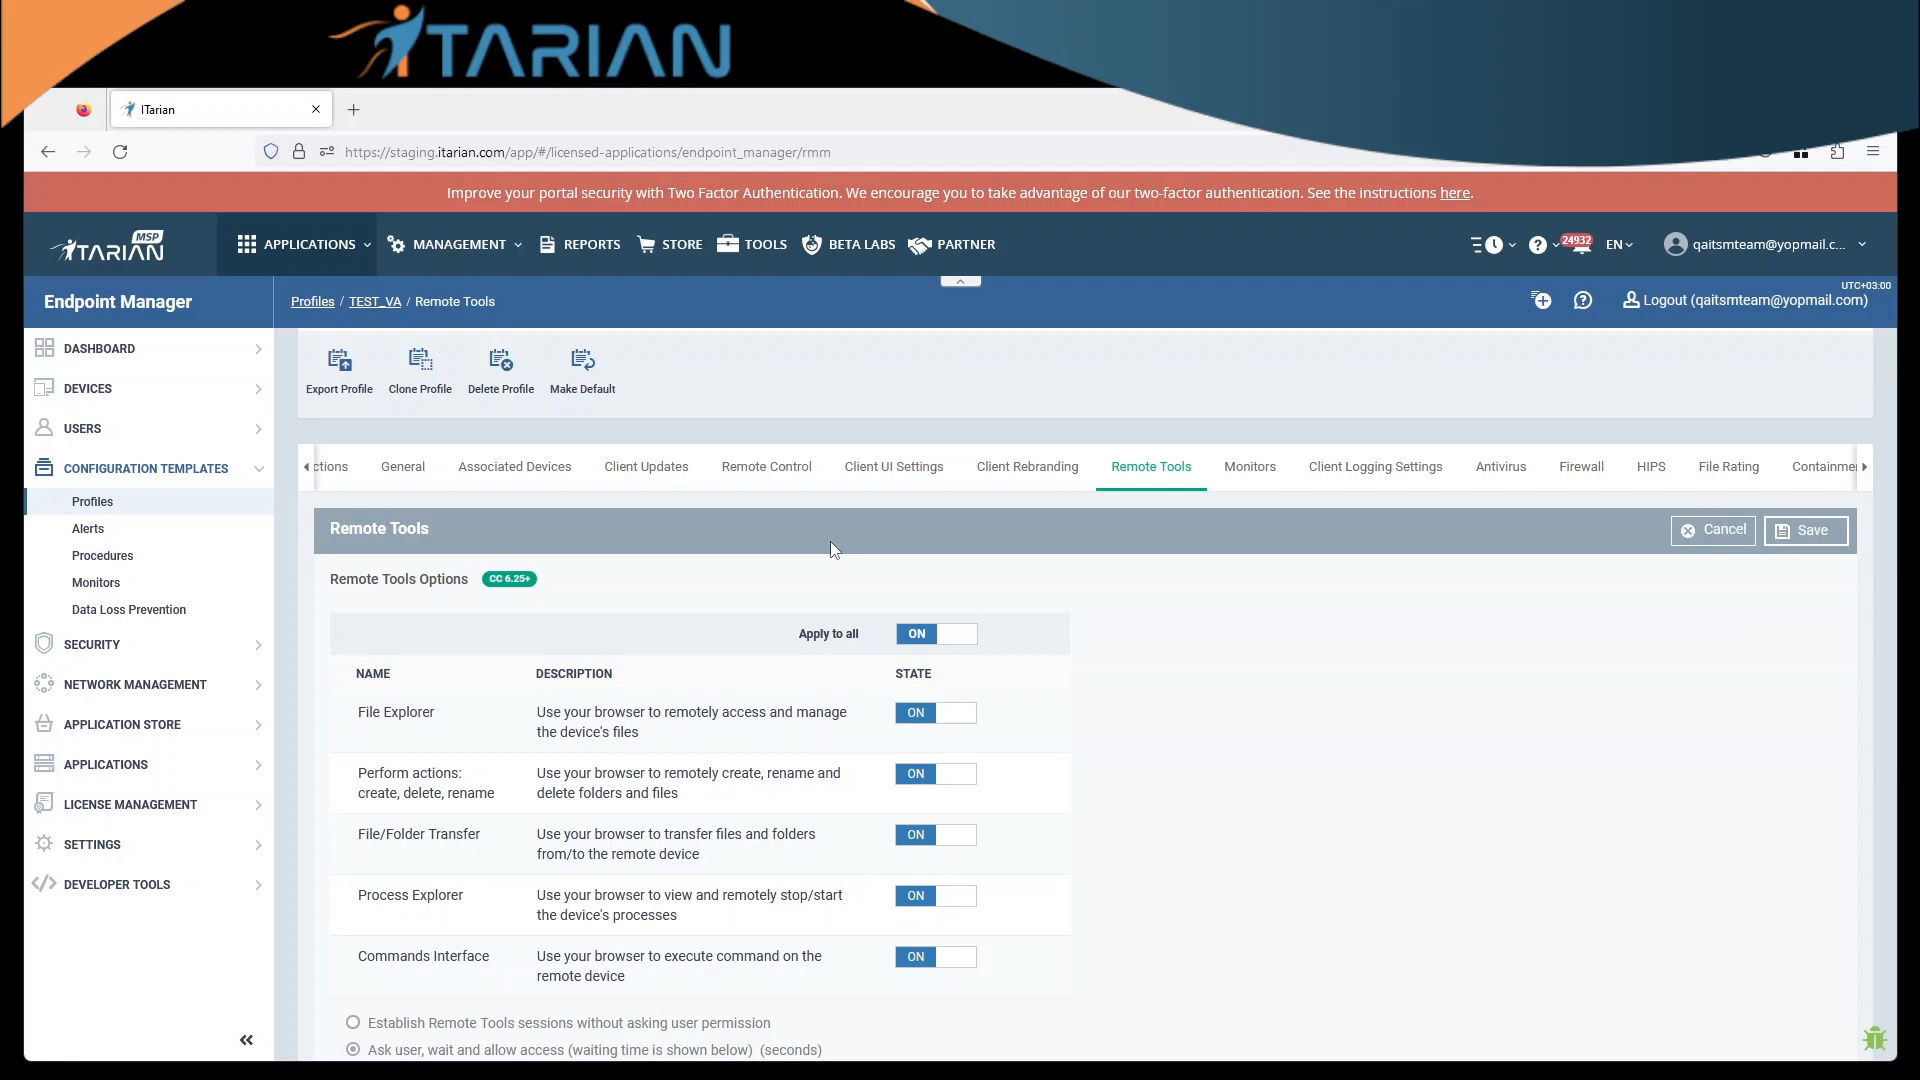 ITARIAN
ITarian
https://staging.itarian.com/app/#/licensed-applications/endpoint_manager/rmm
Improve your portal security with Two Factor Authentication. We encourage you to take advantage of our two-factor authentication. See the instructions here.
ITARIAN MSP
APPLICATIONS
MANAGEMENT
REPORTS
STORE
TOOLS
BETA LABS
PARTNER
24932
EN
qaitsmteam@yopmail.c...
Endpoint Manager
Profiles / TEST_VA / Remote Tools
UTC+03:00
Logout (qaitsmteam@yopmail.com)
DASHBOARD
DEVICES
USERS
CONFIGURATION TEMPLATES
Profiles
Alerts
Procedures
Monitors
Data Loss Prevention
SECURITY
NETWORK MANAGEMENT
APPLICATION STORE
APPLICATIONS
LICENSE MANAGEMENT
SETTINGS
DEVELOPER TOOLS
Export Profile
Clone Profile
Delete Profile
Make Default
ctions
General
Associated Devices
Client Updates
Remote Control
Client UI Settings
Client Rebranding
Remote Tools
Monitors
Client Logging Settings
Antivirus
Firewall
HIPS
File Rating
Containme
Remote Tools
Cancel
Save
Remote Tools Options CC 6.25+
Apply to all ON
NAME DESCRIPTION STATE
File Explorer
Use your browser to remotely access and manage
the device's files
ON
Perform actions:
create, delete, rename
Use your browser to remotely create, rename and
delete folders and files
ON
File/Folder Transfer
Use your browser to transfer files and folders
from/to the remote device
ON
Process Explorer
Use your browser to view and remotely stop/start
the device's processes
ON
Commands Interface
Use your browser to execute command on the
remote device
ON
Establish Remote Tools sessions without asking user permission
Ask user, wait and allow access (waiting time is shown below) (seconds)